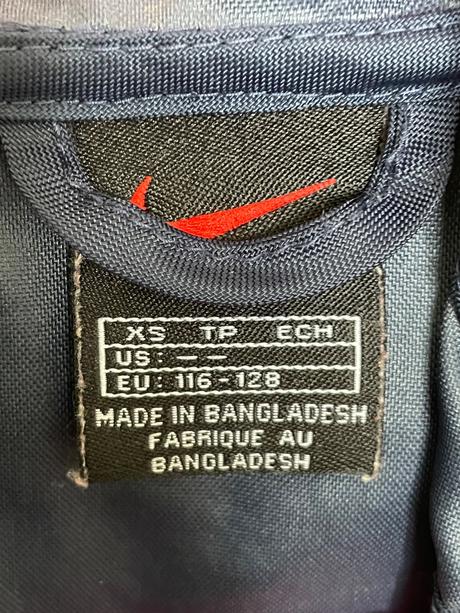 XS TP ECH
US: — —
EU: 116-128
MADE IN BANGLADESH
FABRIQUE AU
BANGLADESH